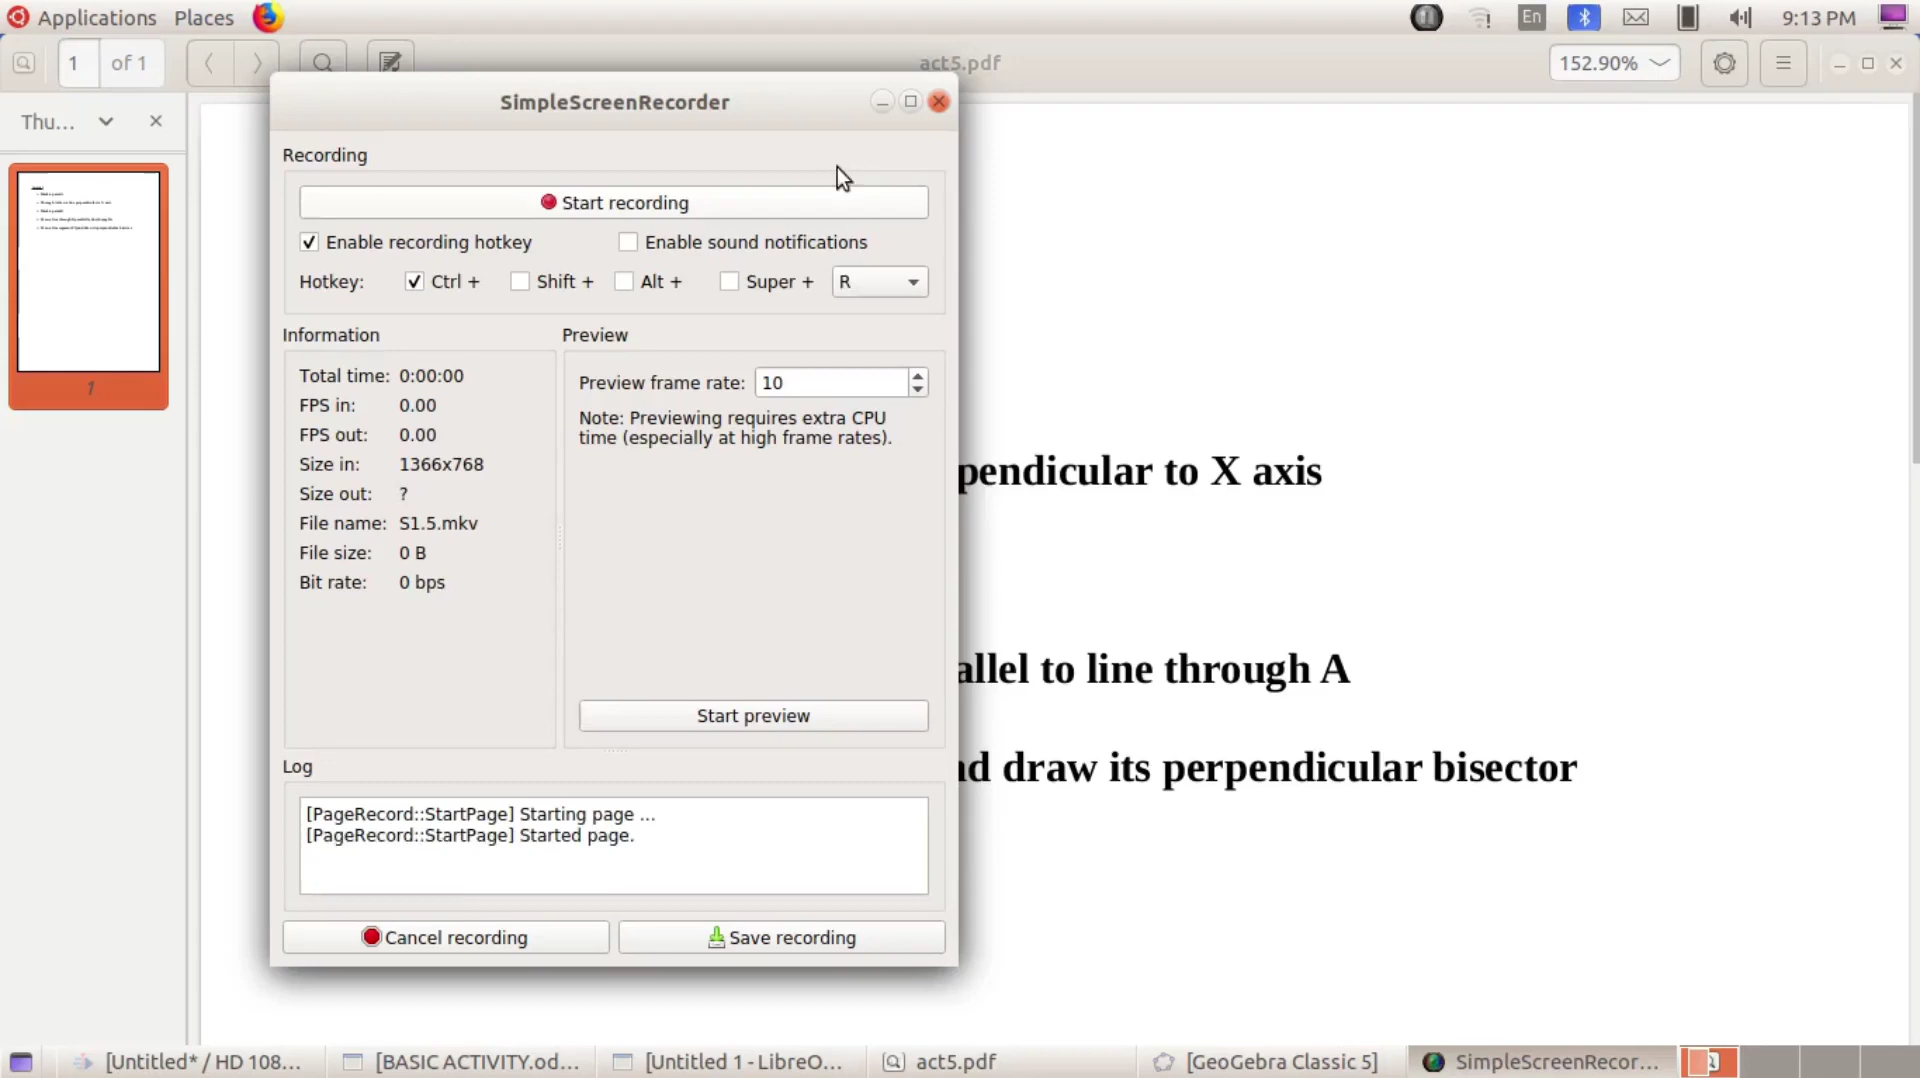 Applications Places En 9:13 PM
1 of 1 act5.pdf 152.90%
Thu...
1
SimpleScreenRecorder
Recording
Start recording
Enable recording hotkey Enable sound notifications
Hotkey: Ctrl + Shift + Alt + Super + R
Information Preview
Total time: 0:00:00
FPS in: 0.00
FPS out: 0.00
Size in: 1366x768
Size out: ?
File name: S1.5.mkv
File size: 0 B
Bit rate: 0 bps
Preview frame rate: 10
Note: Previewing requires extra CPU
time (especially at high frame rates).
Start preview
Log
[PageRecord::StartPage] Starting page ...
[PageRecord::StartPage] Started page.
Cancel recording Save recording
pendicular to X axis
allel to line through A
nd draw its perpendicular bisector
[Untitled* / HD 108... [BASIC ACTIVITY.od... [Untitled 1 - LibreO... act5.pdf [GeoGebra Classic 5] SimpleScreenRecor...